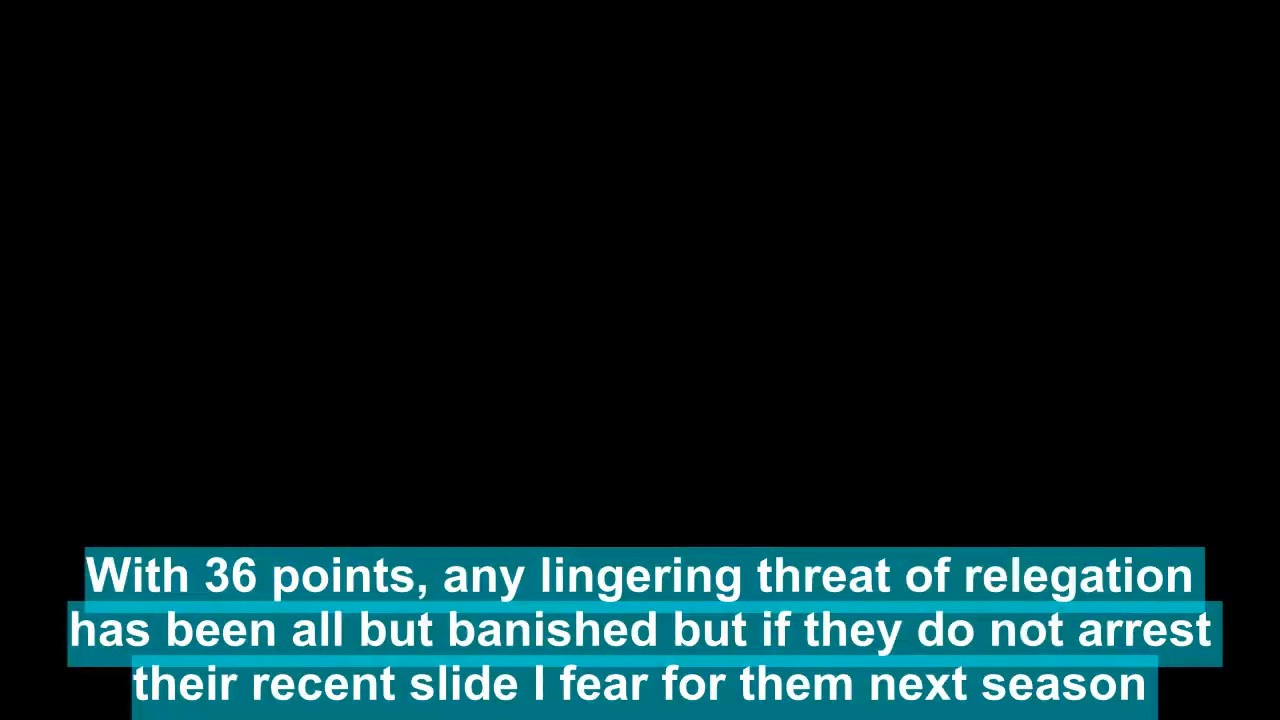 With 36 points, any lingering threat of relegation
has been all but banished but if they do not arrest
their recent slide I fear for them next season